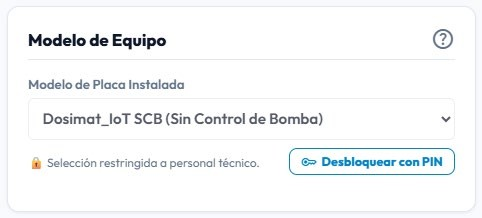 Modelo de Equipo
?
Modelo de Placa Instalada
Dosimat_IoT SCB (Sin Control de Bomba)
🔒 Selección restringida a personal técnico.
Desbloquear con PIN